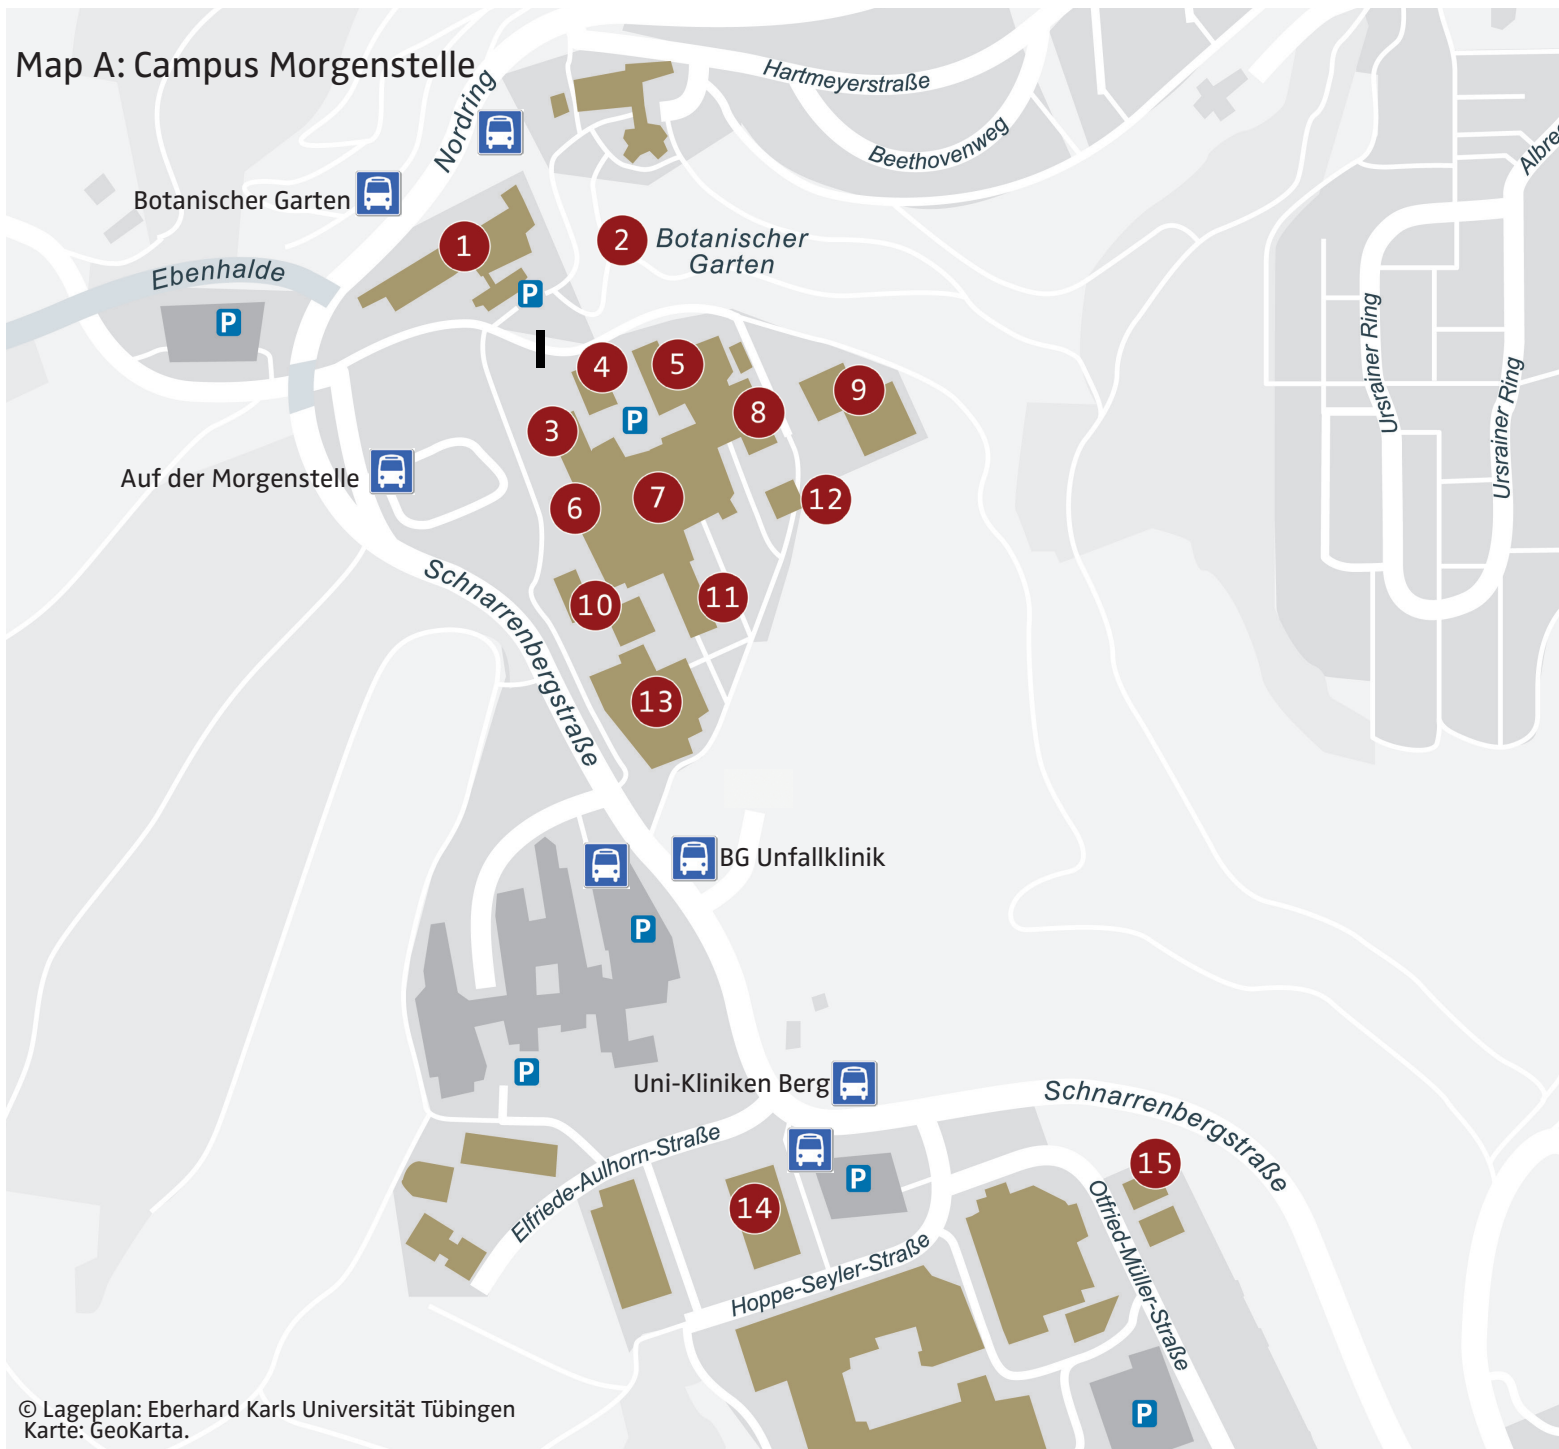 Map A: Campus Morgenstelle
Nordring
Hartmeyerstraße
Beethovenweg
Botanischer Garten
1
2
Botanischer
Garten
Ebenhalde
P
P
Ursrainer Ring
Ursrainer Ring
4
5
9
3
P
8
Auf der Morgenstelle
6
7
12
Schnarrenbergstraße
10
11
13
BG Unfallklinik
P
P
Uni-Kliniken Berg
Schnarrenbergstraße
Elfriede-Aulhorn-Straße
15
P
14
Otfried-Müller-Straße
Hoppe-Seyler-Straße
P
© Lageplan: Eberhard Karls Universität Tübingen
Karte: GeoKarta.